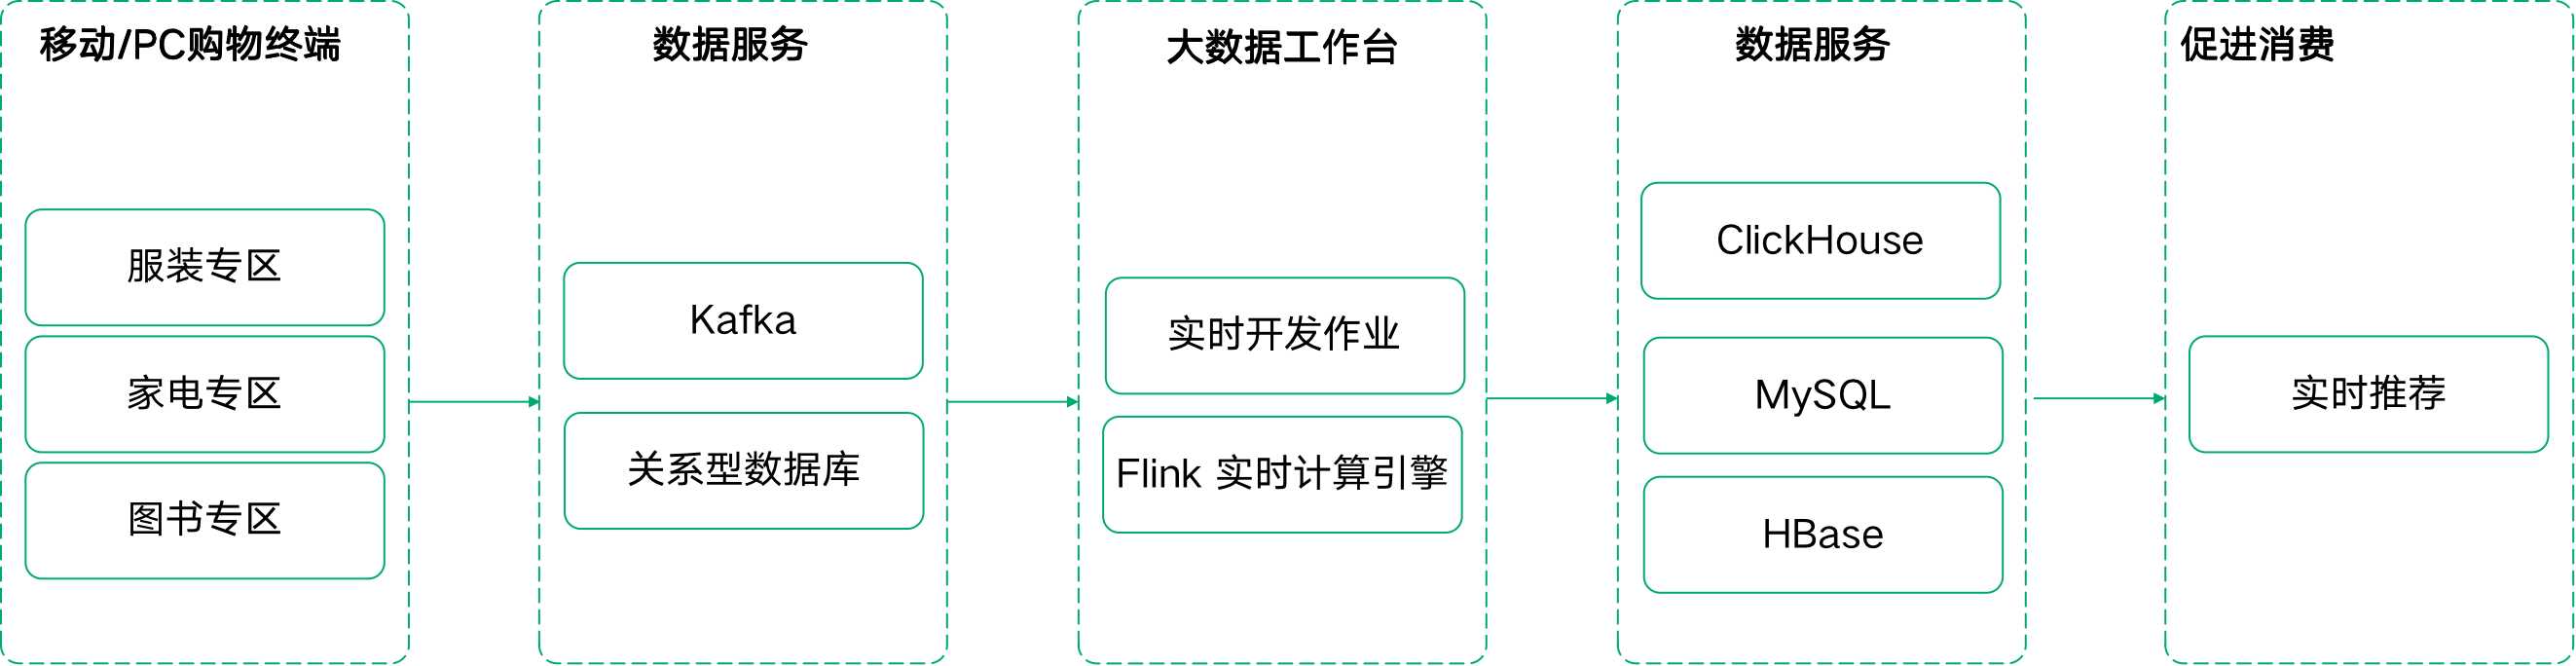 移动/PC购物终端
服装专区
家电专区
图书专区
数据服务
Kafka
关系型数据库
大数据工作台
实时开发作业
Flink 实时计算引擎
数据服务
ClickHouse
MySQL
HBase
促进消费
实时推荐